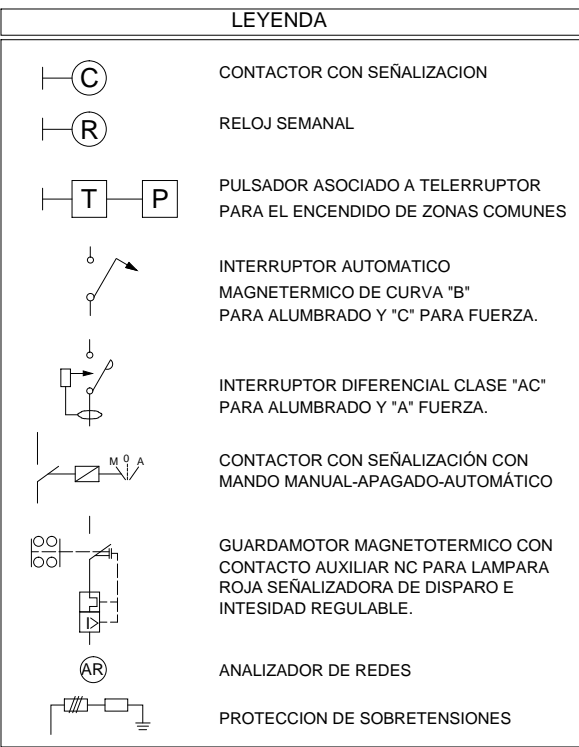 LEYENDA
C
CONTACTOR CON SEÑALIZACION
R
RELOJ SEMANAL
T P
PULSADOR ASOCIADO A TELERRUPTOR
PARA EL ENCENDIDO DE ZONAS COMUNES
INTERRUPTOR AUTOMATICO
MAGNETERMICO DE CURVA "B"
PARA ALUMBRADO Y "C" PARA FUERZA.
INTERRUPTOR DIFERENCIAL CLASE "AC"
PARA ALUMBRADO Y "A" FUERZA.
M 0 A
CONTACTOR CON SEÑALIZACIÓN CON
MANDO MANUAL-APAGADO-AUTOMÁTICO
GUARDAMOTOR MAGNETOTERMICO CON
CONTACTO AUXILIAR NC PARA LAMPARA
ROJA SEÑALIZADORA DE DISPARO E
INTESIDAD REGULABLE.
I>
AR
ANALIZADOR DE REDES
PROTECCION DE SOBRETENSIONES